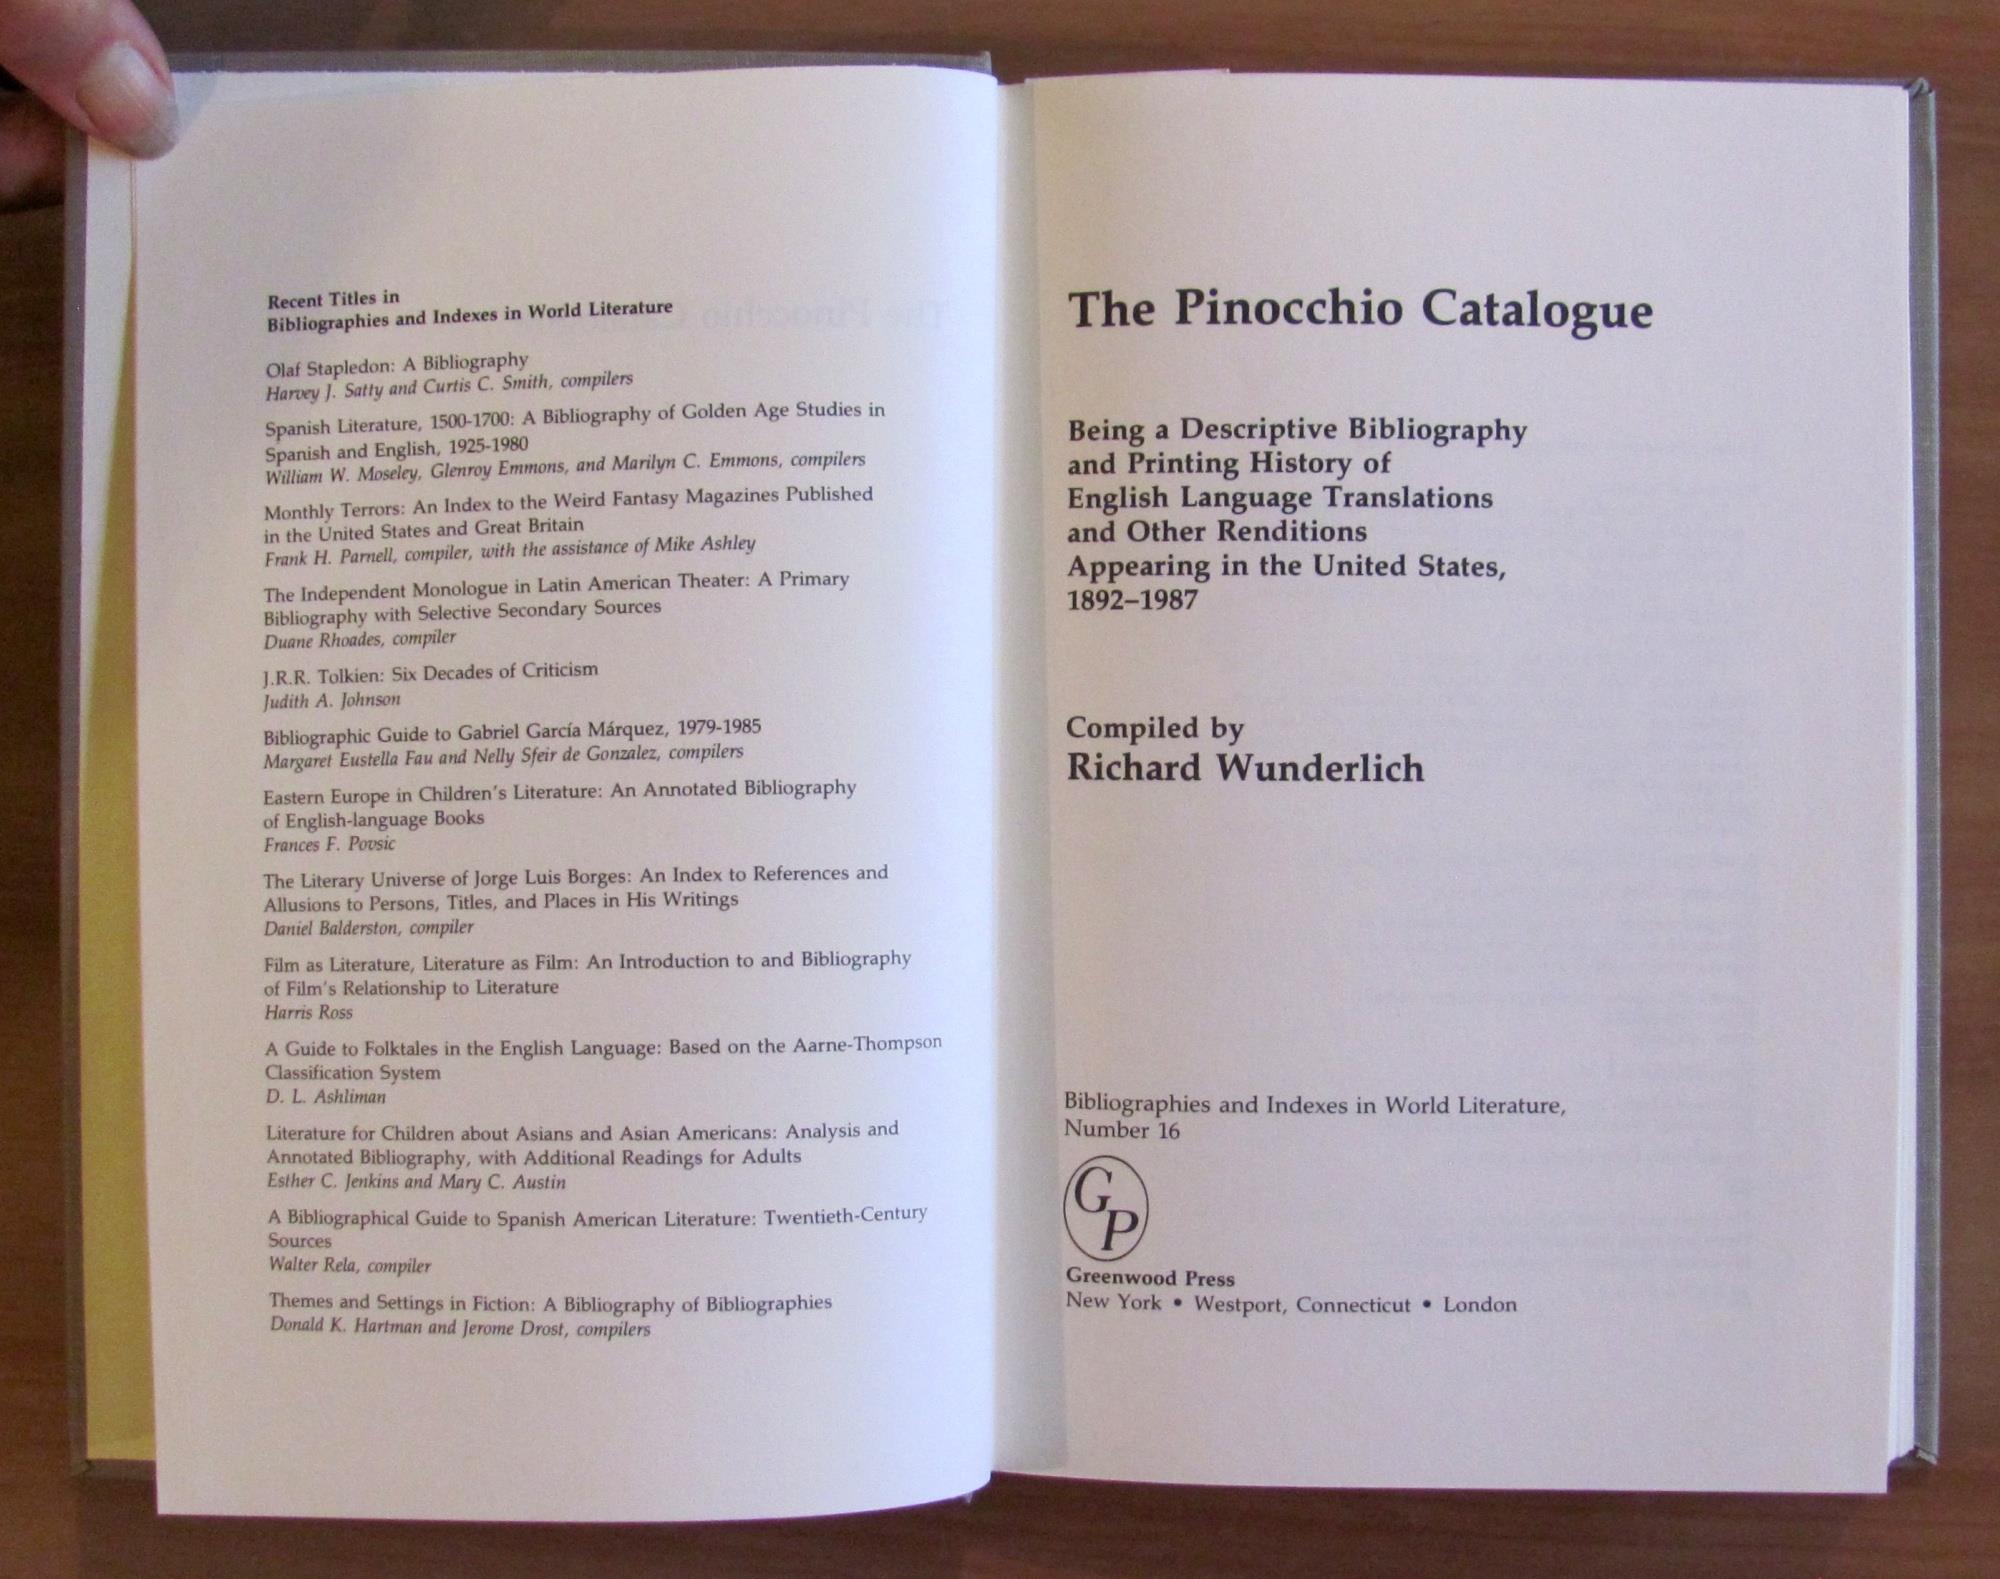 Recent Titles in
Bibliographies and Indexes in World Literature
Olaf Stapledon: A Bibliography
Harvey J. Satty and Curtis C. Smith, compilers
Spanish Literature, 1500-1700: A Bibliography of Golden Age Studies in
Spanish and English, 1925-1980
William W. Moseley, Glenroy Emmons, and Marilyn C. Emmons, compilers
Monthly Terrors: An Index to the Weird Fantasy Magazines Published
in the United States and Great Britain
Frank H. Parnell, compiler, with the assistance of Mike Ashley
The Independent Monologue in Latin American Theater: A Primary
Bibliography with Selective Secondary Sources
Duane Rhoades, compiler
J.R.R. Tolkien: Six Decades of Criticism
Judith A. Johnson
Bibliographic Guide to Gabriel García Márquez, 1979-1985
Margaret Eustella Fau and Nelly Sfeir de Gonzalez, compilers
Eastern Europe in Children's Literature: An Annotated Bibliography
of English-language Books
Frances F. Povsic
The Literary Universe of Jorge Luis Borges: An Index to References and
Allusions to Persons, Titles, and Places in His Writings
Daniel Balderston, compiler
Film as Literature, Literature as Film: An Introduction to and Bibliography
of Film's Relationship to Literature
Harris Ross
A Guide to Folktales in the English Language: Based on the Aarne-Thompson
Classification System
D. L. Ashliman
Literature for Children about Asians and Asian Americans: Analysis and
Annotated Bibliography, with Additional Readings for Adults
Esther C. Jenkins and Mary C. Austin
A Bibliographical Guide to Spanish American Literature: Twentieth-Century
Sources
Walter Rela, compiler
Themes and Settings in Fiction: A Bibliography of Bibliographies
Donald K. Hartman and Jerome Drost, compilers
The Pinocchio Catalogue
Being a Descriptive Bibliography
and Printing History of
English Language Translations
and Other Renditions
Appearing in the United States,
1892–1987
Compiled by
Richard Wunderlich
Bibliographies and Indexes in World Literature,
Number 16
GP
Greenwood Press
New York • Westport, Connecticut • London